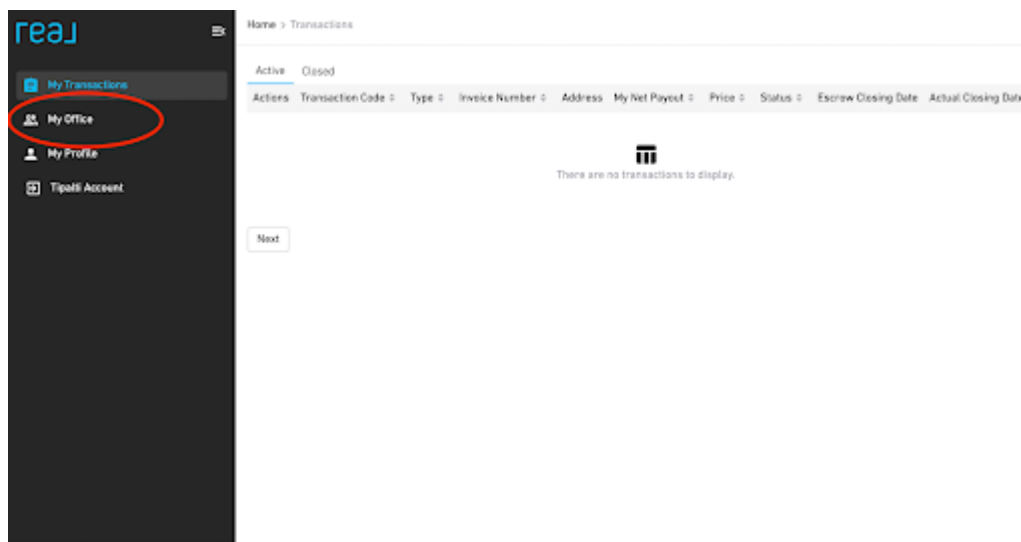 real
Home > Transactions
My Transactions
My Office
My Profile
Tipalti Account
Active Closed
Actions Transaction Code Type Invoice Number Address My Net Payout Price Status Escrow Closing Date Actual Closing Date
There are no transactions to display.
Next